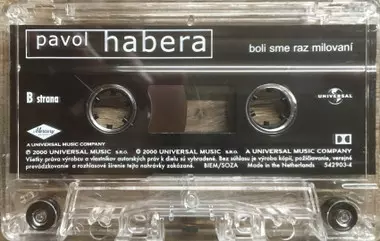 pavol habera
boli sme raz milovaní
B strana
UNIVERSAL
Mercury
A UNIVERSAL MUSIC COMPANY
℗ 2000 UNIVERSAL MUSIC s.r.o. © 2000 UNIVERSAL MUSIC s.r.o. A UNIVERSAL MUSIC COMPANY
Všetky práva výrobcu a vlastníkov autorských práv k dielu sú vyhradené. Bez súhlasu je výroba kópií, požičiavanie, verejné
prevádzkovanie a rozhlasové šírenie tejto nahrávky zakázané. BIEM/SOZA Made in the Netherlands 542903-4